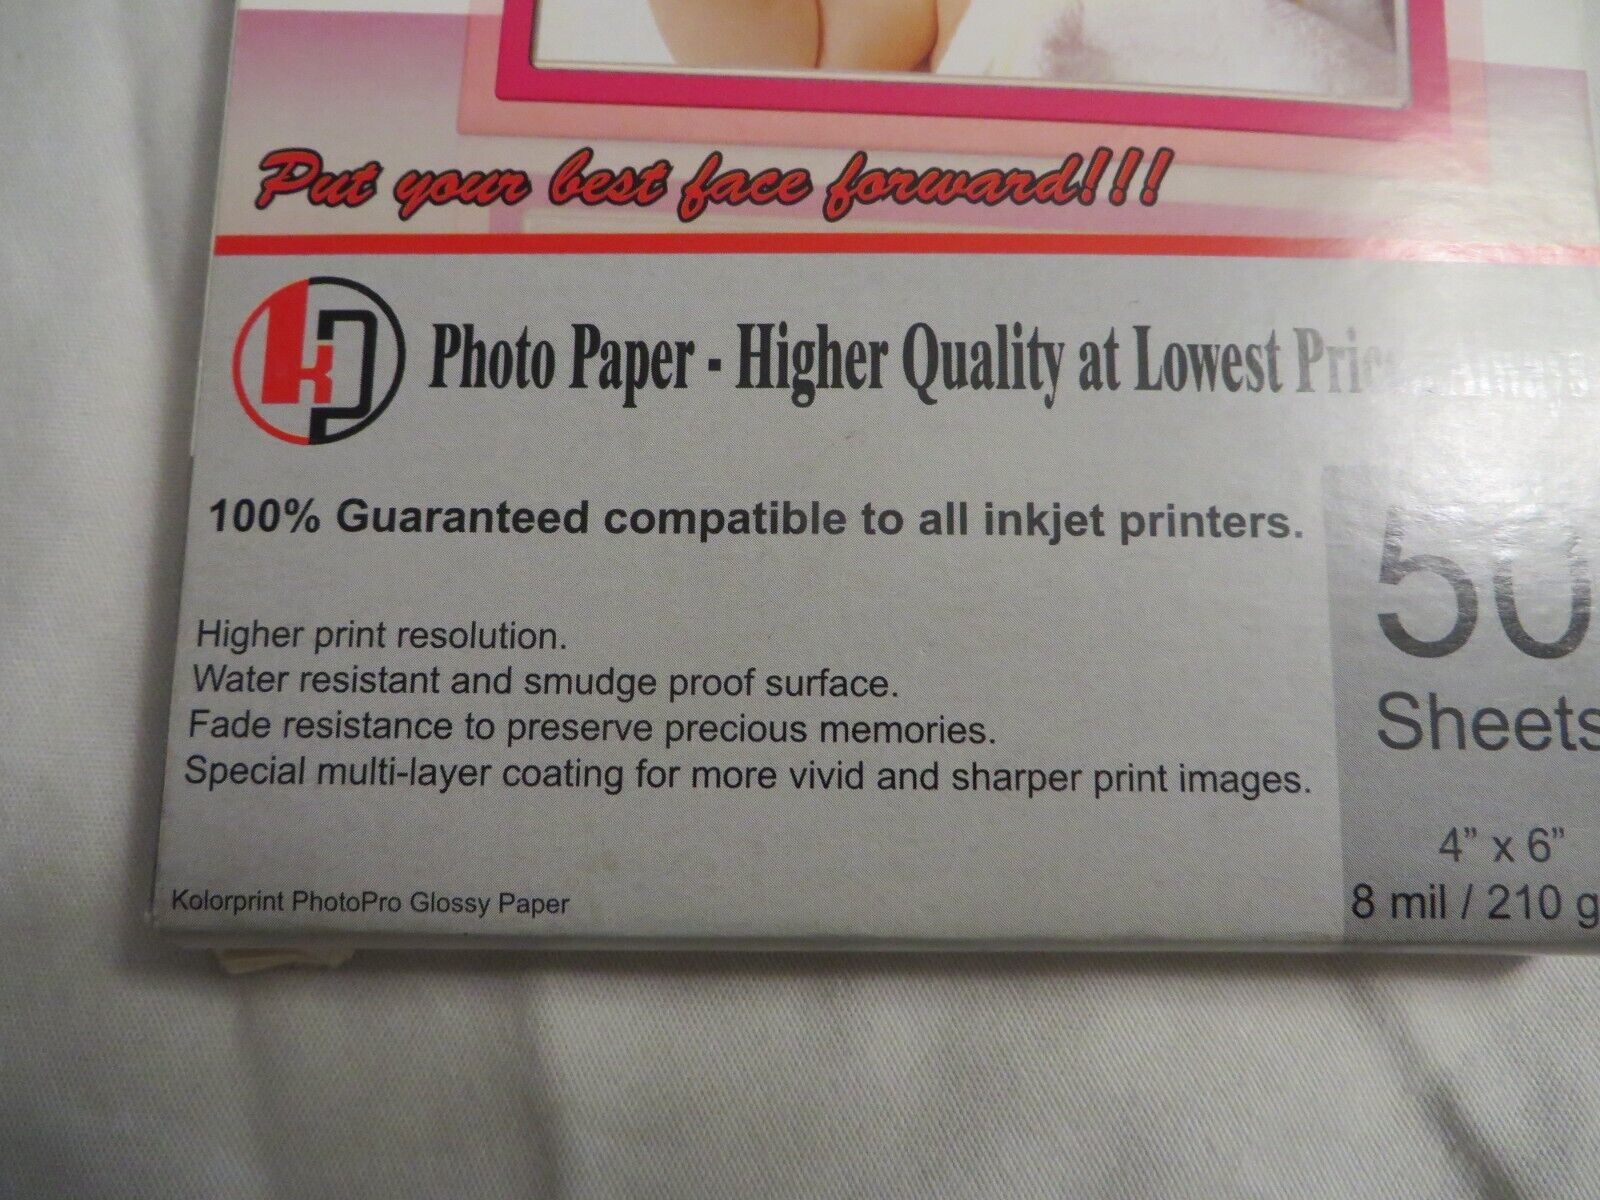 Put your best face forward!!!
KP Photo Paper - Higher Quality at Lowest
100% Guaranteed compatible to all inkjet printers.
Higher print resolution.
Water resistant and smudge proof surface.
Fade resistance to preserve precious memories.
Special multi-layer coating for more vivid and sharper print images.
Kolorprint PhotoPro Glossy Paper
50
Sheets
4” x 6”
8 mil / 210 g